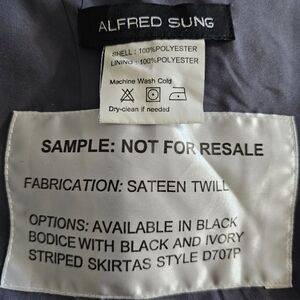 ALFRED SUNG
SHELL : 100%POLYESTER
LINING : 100%POLYESTER
Machine Wash Cold
Dry-clean if needed
SAMPLE: NOT FOR RESALE
FABRICATION: SATEEN TWILL
OPTIONS: AVAILABLE IN BLACK
BODICE WITH BLACK AND IVORY
STRIPED SKIRTAS STYLE D707P